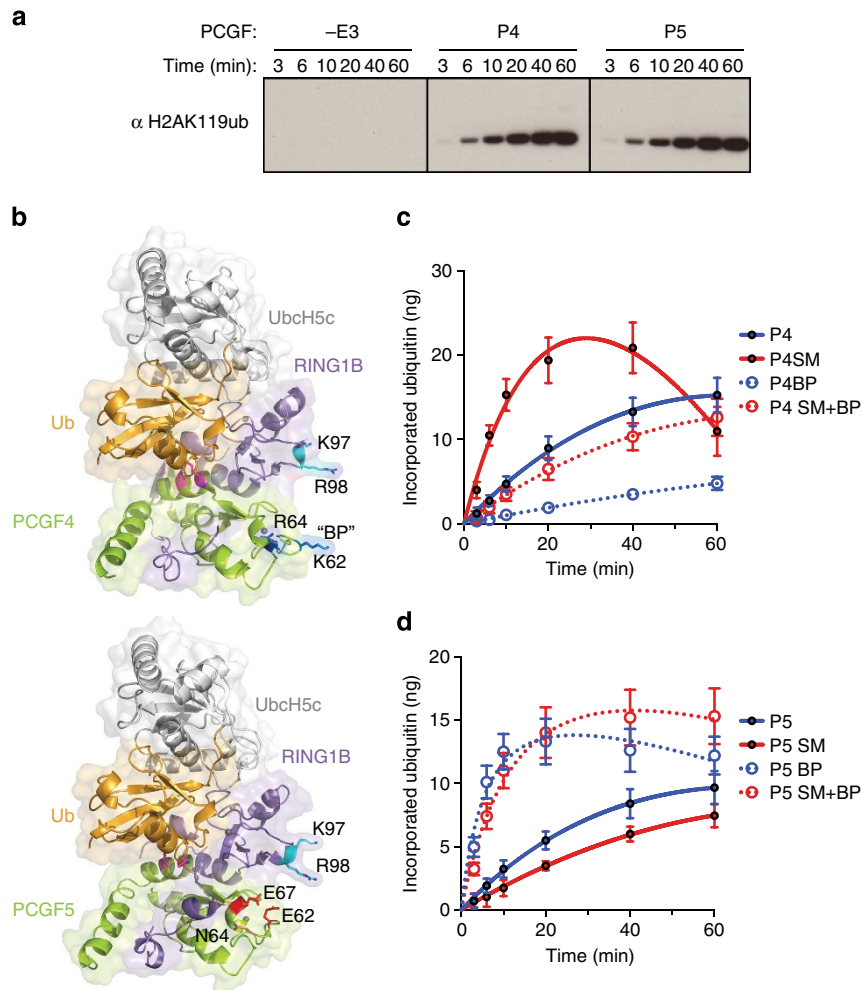 a
PCGF: –E3 P4 P5
Time (min): 3 6 10 20 40 60 3 6 10 20 40 60 3 6 10 20 40 60
α H2AK119ub
b
UbcH5c
RING1B
Ub
K97
R98
PCGF4
R64 “BP”
K62
UbcH5c
RING1B
Ub
K97
R98
PCGF5
E67
E62
N64
c
Incorporated ubiquitin (ng)
30
20
10
0
0 20 40 60
Time (min)
P4
P4SM
P4BP
P4 SM+BP
d
Incorporated ubiquitin (ng)
20
15
10
5
0
0 20 40 60
Time (min)
P5
P5 SM
P5 BP
P5 SM+BP